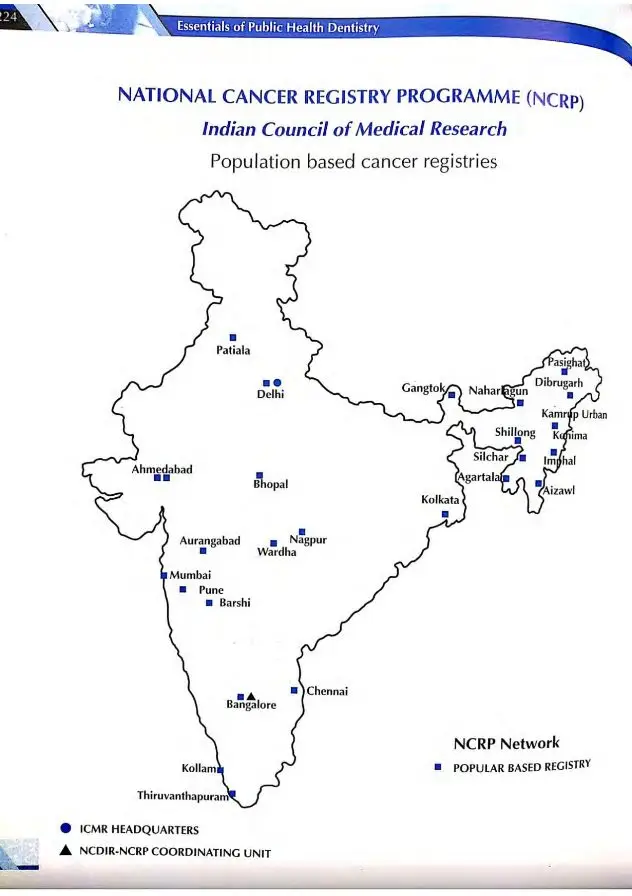 224
Essentials of Public Health Dentistry
NATIONAL CANCER REGISTRY PROGRAMME (NCRP)
Indian Council of Medical Research
Population based cancer registries
Patiala
Delhi
Pasighat
Dibrugarh
Gangtok
Naharlagun
Kamrup Urban
Shillong
Kohima
Silchar
Imphal
Agartala
Aizawl
Ahmedabad
Bhopal
Kolkata
Aurangabad
Nagpur
Wardha
Mumbai
Pune
Barshi
Chennai
Bangalore
NCRP Network
POPULAR BASED REGISTRY
Kollam
Thiruvanthapuram
ICMR HEADQUARTERS
NCDIR-NCRP COORDINATING UNIT